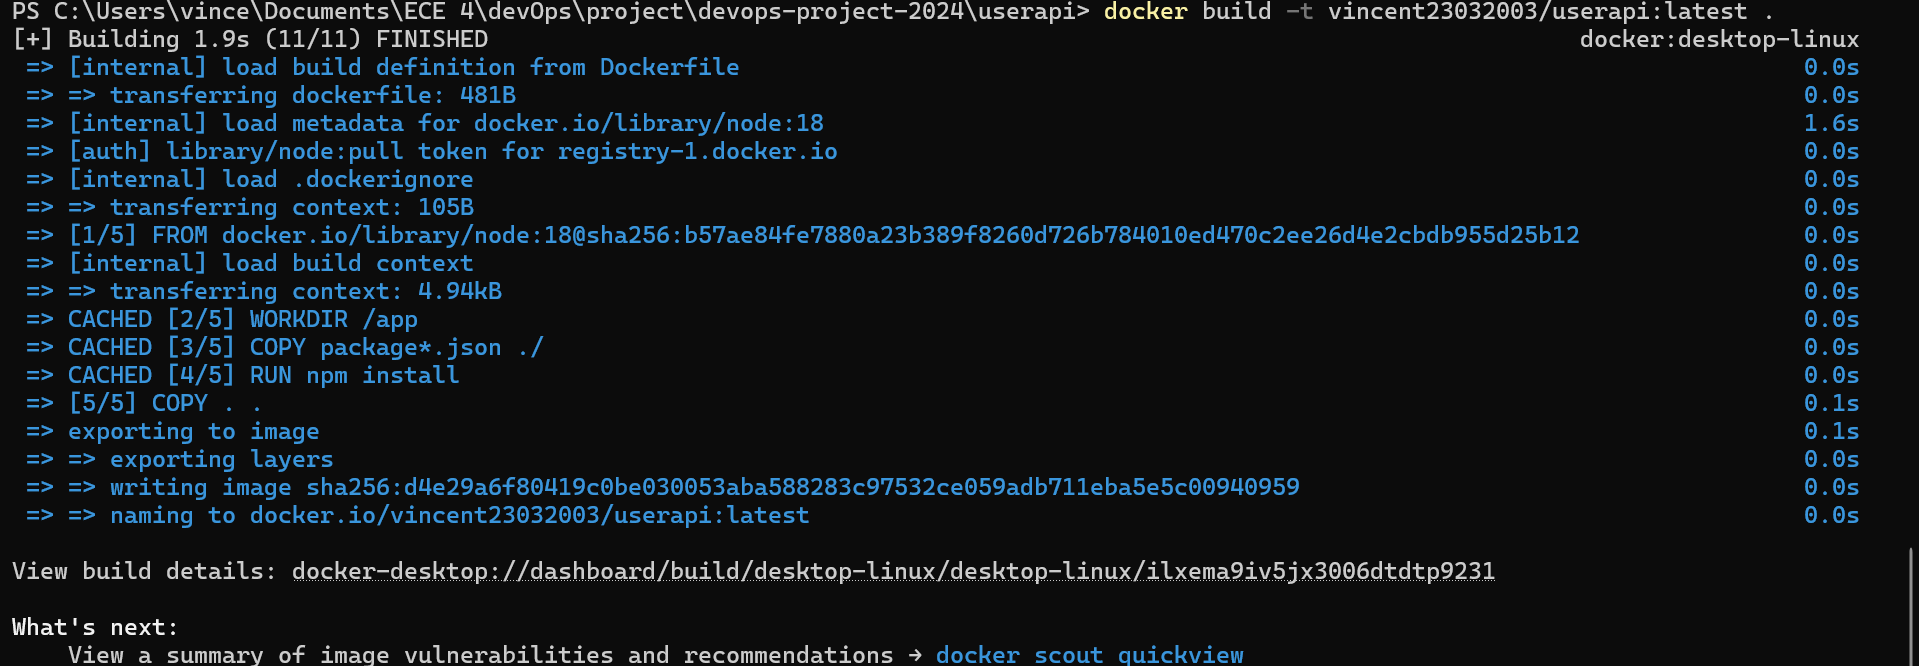 PS C:\Users\vince\Documents\ECE 4\devOps\project\devops-project-2024\userapi> docker build -t vincent23032003/userapi:latest .
[+] Building 1.9s (11/11) FINISHED docker:desktop-linux
=> [internal] load build definition from Dockerfile 0.0s
=> => transferring dockerfile: 481B 0.0s
=> [internal] load metadata for docker.io/library/node:18 1.6s
=> [auth] library/node:pull token for registry-1.docker.io 0.0s
=> [internal] load .dockerignore 0.0s
=> => transferring context: 105B 0.0s
=> [1/5] FROM docker.io/library/node:18@sha256:b57ae84fe7880a23b389f8260d726b784010ed470c2ee26d4e2cbdb955d25b12 0.0s
=> [internal] load build context 0.0s
=> => transferring context: 4.94kB 0.0s
=> CACHED [2/5] WORKDIR /app 0.0s
=> CACHED [3/5] COPY package*.json ./ 0.0s
=> CACHED [4/5] RUN npm install 0.0s
=> [5/5] COPY . . 0.1s
=> exporting to image 0.1s
=> => exporting layers 0.0s
=> => writing image sha256:d4e29a6f80419c0be030053aba588283c97532ce059adb711eba5e5c00940959 0.0s
=> => naming to docker.io/vincent23032003/userapi:latest 0.0s
View build details: docker-desktop://dashboard/build/desktop-linux/desktop-linux/ilxema9iv5jx3006dtdtp9231
What's next:
View a summary of image vulnerabilities and recommendations → docker scout quickview